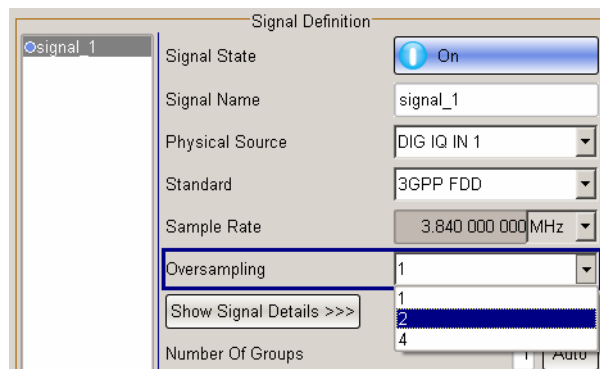 Signal Definition
signal_1
Signal State On
Signal Name signal_1
Physical Source DIG IQ IN 1
Standard 3GPP FDD
Sample Rate 3.840 000 000 MHz
Oversampling 1
1
Show Signal Details >>> 2
4
Number Of Groups 1 Auto